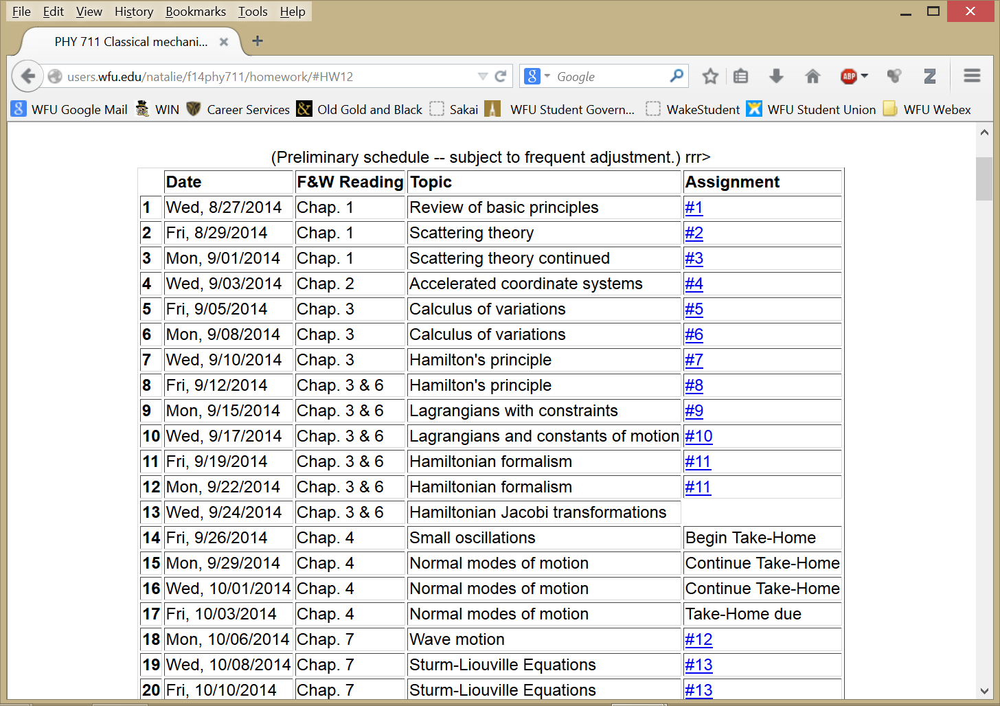 File Edit View History Bookmarks Tools Help
PHY 711 Classical mechani...
users.wfu.edu/natalie/f14phy711/homework/#HW12 8 Google ABP Z
8 WFU Google Mail WIN Career Services & Old Gold and Black Sakai WFU Student Govern... WakeStudent WFU Student Union WFU Webex
(Preliminary schedule -- subject to frequent adjustment.) rrr>
Date F&W Reading Topic Assignment
1 Wed, 8/27/2014 Chap. 1 Review of basic principles #1
2 Fri, 8/29/2014 Chap. 1 Scattering theory #2
3 Mon, 9/01/2014 Chap. 1 Scattering theory continued #3
4 Wed, 9/03/2014 Chap. 2 Accelerated coordinate systems #4
5 Fri, 9/05/2014 Chap. 3 Calculus of variations #5
6 Mon, 9/08/2014 Chap. 3 Calculus of variations #6
7 Wed, 9/10/2014 Chap. 3 Hamilton's principle #7
8 Fri, 9/12/2014 Chap. 3 & 6 Hamilton's principle #8
9 Mon, 9/15/2014 Chap. 3 & 6 Lagrangians with constraints #9
10 Wed, 9/17/2014 Chap. 3 & 6 Lagrangians and constants of motion #10
11 Fri, 9/19/2014 Chap. 3 & 6 Hamiltonian formalism #11
12 Mon, 9/22/2014 Chap. 3 & 6 Hamiltonian formalism #11
13 Wed, 9/24/2014 Chap. 3 & 6 Hamiltonian Jacobi transformations
14 Fri, 9/26/2014 Chap. 4 Small oscillations Begin Take-Home
15 Mon, 9/29/2014 Chap. 4 Normal modes of motion Continue Take-Home
16 Wed, 10/01/2014 Chap. 4 Normal modes of motion Continue Take-Home
17 Fri, 10/03/2014 Chap. 4 Normal modes of motion Take-Home due
18 Mon, 10/06/2014 Chap. 7 Wave motion #12
19 Wed, 10/08/2014 Chap. 7 Sturm-Liouville Equations #13
20 Fri, 10/10/2014 Chap. 7 Sturm-Liouville Equations #13